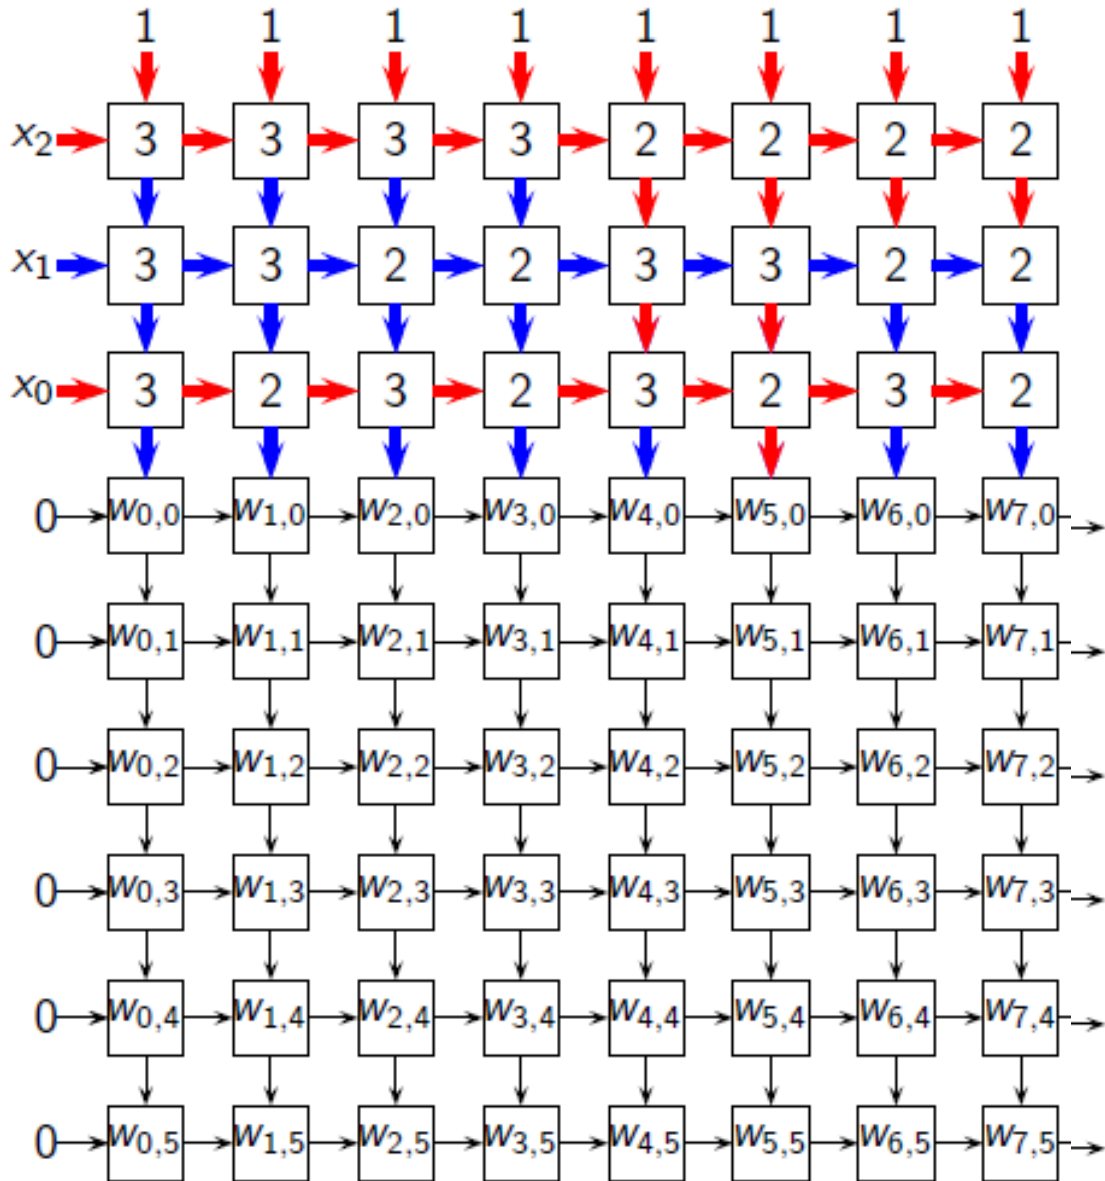 1 1 1 1 1 1 1 1
x₂ 3 3 3 3 2 2 2 2
x₁ 3 3 2 2 3 3 2 2
x₀ 3 2 3 2 3 2 3 2
0 w₀,₀ w₁,₀ w₂,₀ w₃,₀ w₄,₀ w₅,₀ w₆,₀ w₇,₀
0 w₀,₁ w₁,₁ w₂,₁ w₃,₁ w₄,₁ w₅,₁ w₆,₁ w₇,₁
0 w₀,₂ w₁,₂ w₂,₂ w₃,₂ w₄,₂ w₅,₂ w₆,₂ w₇,₂
0 w₀,₃ w₁,₃ w₂,₃ w₃,₃ w₄,₃ w₅,₃ w₆,₃ w₇,₃
0 w₀,₄ w₁,₄ w₂,₄ w₃,₄ w₄,₄ w₅,₄ w₆,₄ w₇,₄
0 w₀,₅ w₁,₅ w₂,₅ w₃,₅ w₄,₅ w₅,₅ w₆,₅ w₇,₅